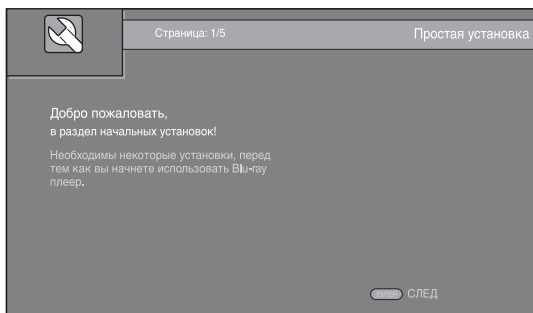 Страница: 1/5
Простая установка
Добро пожаловать,
в раздел начальных установок!
Необходимы некоторые установки, перед
тем как вы начнете использовать Blu-ray
плеер.
ENTER СЛЕД